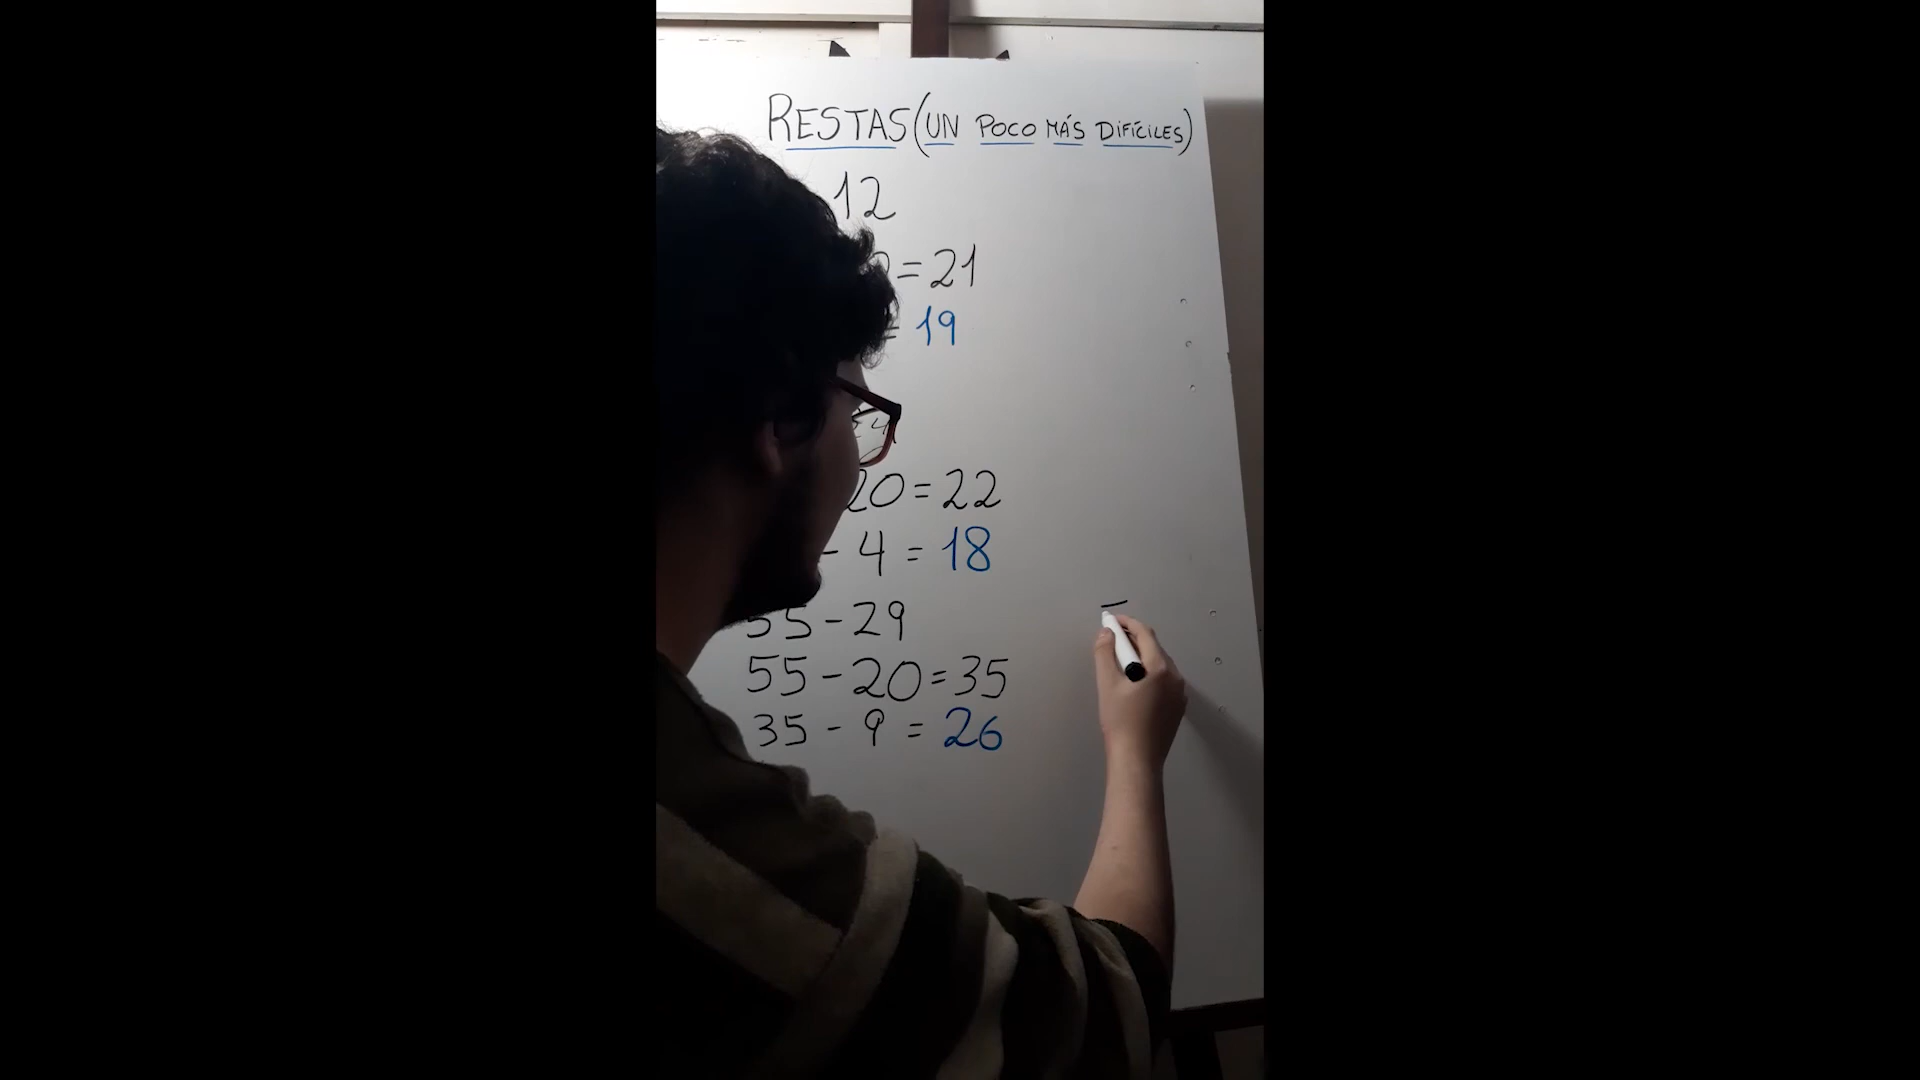 RESTAS (UN POCO MÁS DIFÍCILES)
12
= 21
= 19
4
20 = 22
- 4 = 18
55 - 29
55 - 20 = 35
35 - 9 = 26